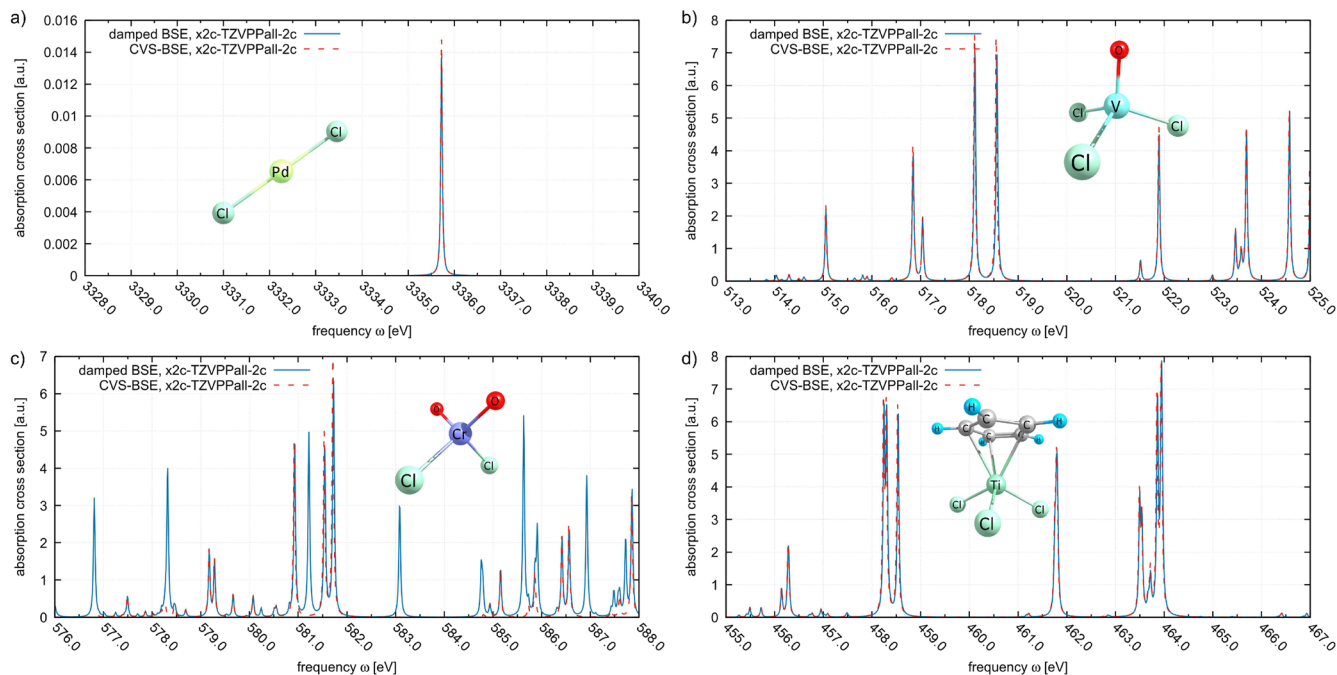 a)
damped BSE, x2c-TZVPPall-2c
CVS-BSE, x2c-TZVPPall-2c
absorption cross section [a.u.]
0.016
0.014
0.012
0.01
0.008
0.006
0.004
0.002
0
Cl
Pd
Cl
3328.0
3329.0
3330.0
3331.0
3332.0
3333.0
3334.0
3335.0
3336.0
3337.0
3338.0
3339.0
3340.0
frequency ω [eV]
b)
damped BSE, x2c-TZVPPall-2c
CVS-BSE, x2c-TZVPPall-2c
absorption cross section [a.u.]
8
7
6
5
4
3
2
1
0
O
Cl
V
Cl
Cl
513.0
514.0
515.0
516.0
517.0
518.0
519.0
520.0
521.0
522.0
523.0
524.0
525.0
frequency ω [eV]
c)
damped BSE, x2c-TZVPPall-2c
CVS-BSE, x2c-TZVPPall-2c
absorption cross section [a.u.]
7
6
5
4
3
2
1
0
O
O
Cr
Cl
Cl
576.0
577.0
578.0
579.0
580.0
581.0
582.0
583.0
584.0
585.0
586.0
587.0
588.0
frequency ω [eV]
d)
damped BSE, x2c-TZVPPall-2c
CVS-BSE, x2c-TZVPPall-2c
absorption cross section [a.u.]
8
7
6
5
4
3
2
1
0
H
C
H
H
C
C
C
H
H
Ti
Cl
Cl
Cl
455.0
456.0
457.0
458.0
459.0
460.0
461.0
462.0
463.0
464.0
465.0
466.0
467.0
frequency ω [eV]